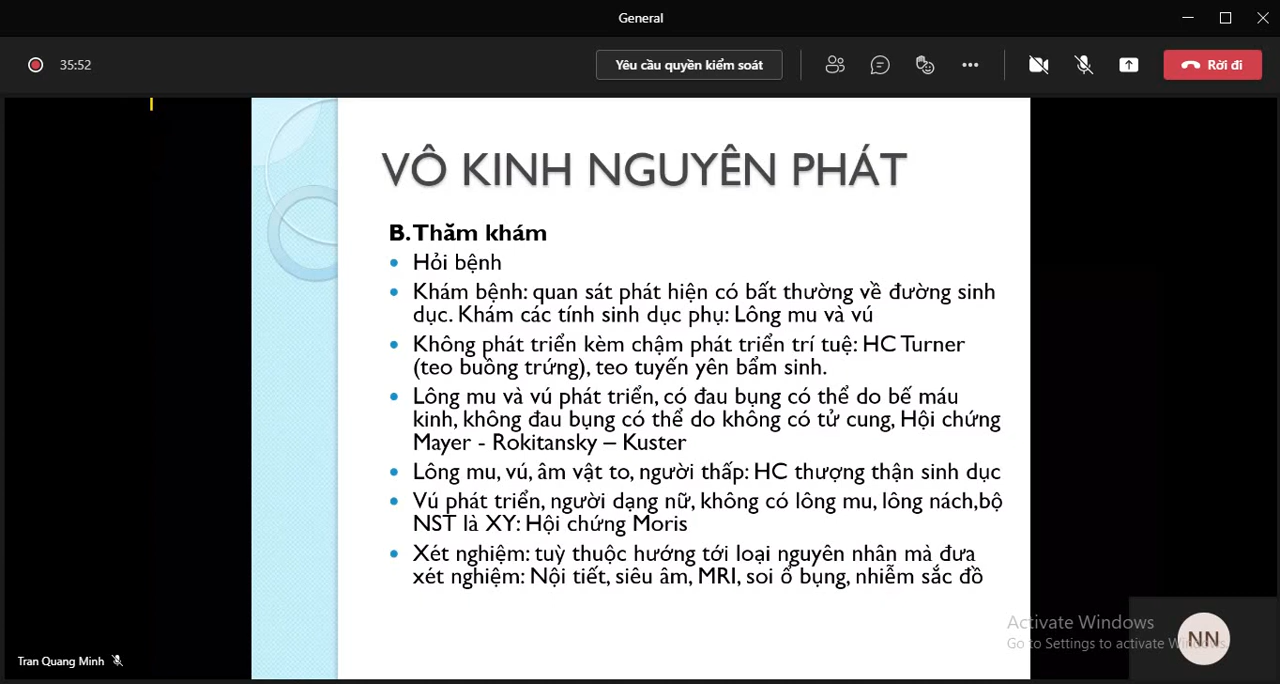 General
35:52
Yêu cầu quyền kiểm soát
Rời đi
VÔ KINH NGUYÊN PHÁT
B.Thăm khám
• Hỏi bệnh
• Khám bệnh: quan sát phát hiện có bất thường về đường sinh
dục. Khám các tính sinh dục phụ: Lông mu và vú
• Không phát triển kèm chậm phát triển trí tuệ: HC Turner
(teo buồng trứng), teo tuyến yên bẩm sinh.
• Lông mu và vú phát triển, có đau bụng có thể do bế máu
kinh, không đau bụng có thể do không có tử cung, Hội chứng
Mayer - Rokitansky – Kuster
• Lông mu, vú, âm vật to, người thấp: HC thượng thận sinh dục
• Vú phát triển, người dạng nữ, không có lông mu, lông nách,bộ
NST là XY: Hội chứng Moris
• Xét nghiệm: tuỳ thuộc hướng tới loại nguyên nhân mà đưa
xét nghiệm: Nội tiết, siêu âm, MRI, soi ổ bụng, nhiễm sắc đồ
Activate Windows
Go to Settings to activate Windows.
NN
Tran Quang Minh